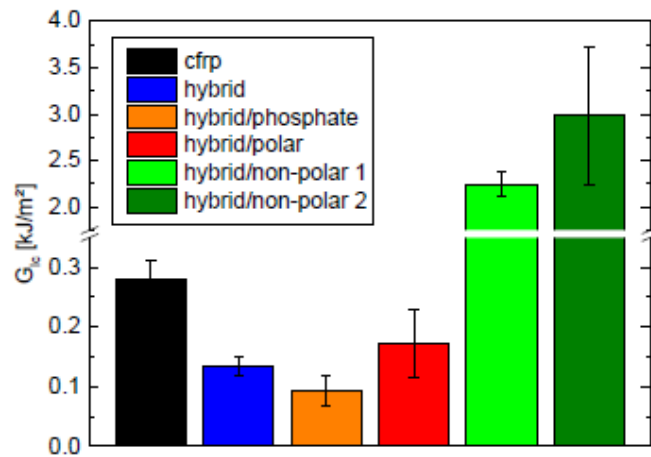 4.0
3.5
3.0
2.5
2.0
0.3
0.2
0.1
0.0
G_Ic [kJ/m²]
cfrp
hybrid
hybrid/phosphate
hybrid/polar
hybrid/non-polar 1
hybrid/non-polar 2